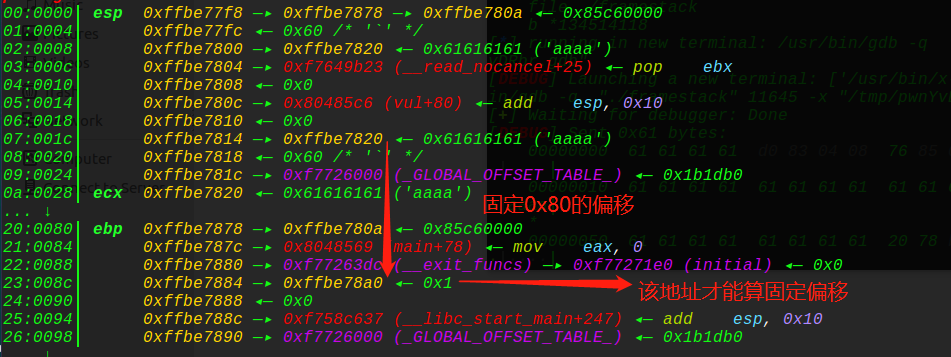 00:0000│ esp 0xffbe77f8 —▸ 0xffbe7878 —▸ 0xffbe780a ◂— 0x85c60000
01:0004│ 0xffbe77fc ◂— 0x60 /* '`' */
02:0008│ 0xffbe7800 —▸ 0xffbe7820 ◂— 0x61616161 ('aaaa')
03:000c│ 0xffbe7804 —▸ 0xf7649b23 (__read_nocancel+25) ◂— pop ebx
04:0010│ 0xffbe7808 ◂— 0x0
05:0014│ 0xffbe780c —▸ 0x80485c6 (vul+80) ◂— add esp, 0x10
06:0018│ 0xffbe7810 ◂— 0x0
07:001c│ 0xffbe7814 —▸ 0xffbe7820 ◂— 0x61616161 ('aaaa')
08:0020│ 0xffbe7818 ◂— 0x60 /* '`' */
09:0024│ 0xffbe781c —▸ 0xf7726000 (_GLOBAL_OFFSET_TABLE_) ◂— 0x1b1db0
0a:0028│ ecx 0xffbe7820 ◂— 0x61616161 ('aaaa')
固定0x80的偏移
... ↓
20:0080│ ebp 0xffbe7878 —▸ 0xffbe780a ◂— 0x85c60000
21:0084│ 0xffbe787c —▸ 0x8048569 (main+78) ◂— mov eax, 0
22:0088│ 0xffbe7880 —▸ 0xf77263dc (__exit_funcs) —▸ 0xf77271e0 (initial) ◂— 0x0
23:008c│ 0xffbe7884 —▸ 0xffbe78a0 ◂— 0x1
该地址才能算固定偏移
24:0090│ 0xffbe7888 ◂— 0x0
25:0094│ 0xffbe788c —▸ 0xf758c637 (__libc_start_main+247) ◂— add esp, 0x10
26:0098│ 0xffbe7890 —▸ 0xf7726000 (_GLOBAL_OFFSET_TABLE_) ◂— 0x1b1db0